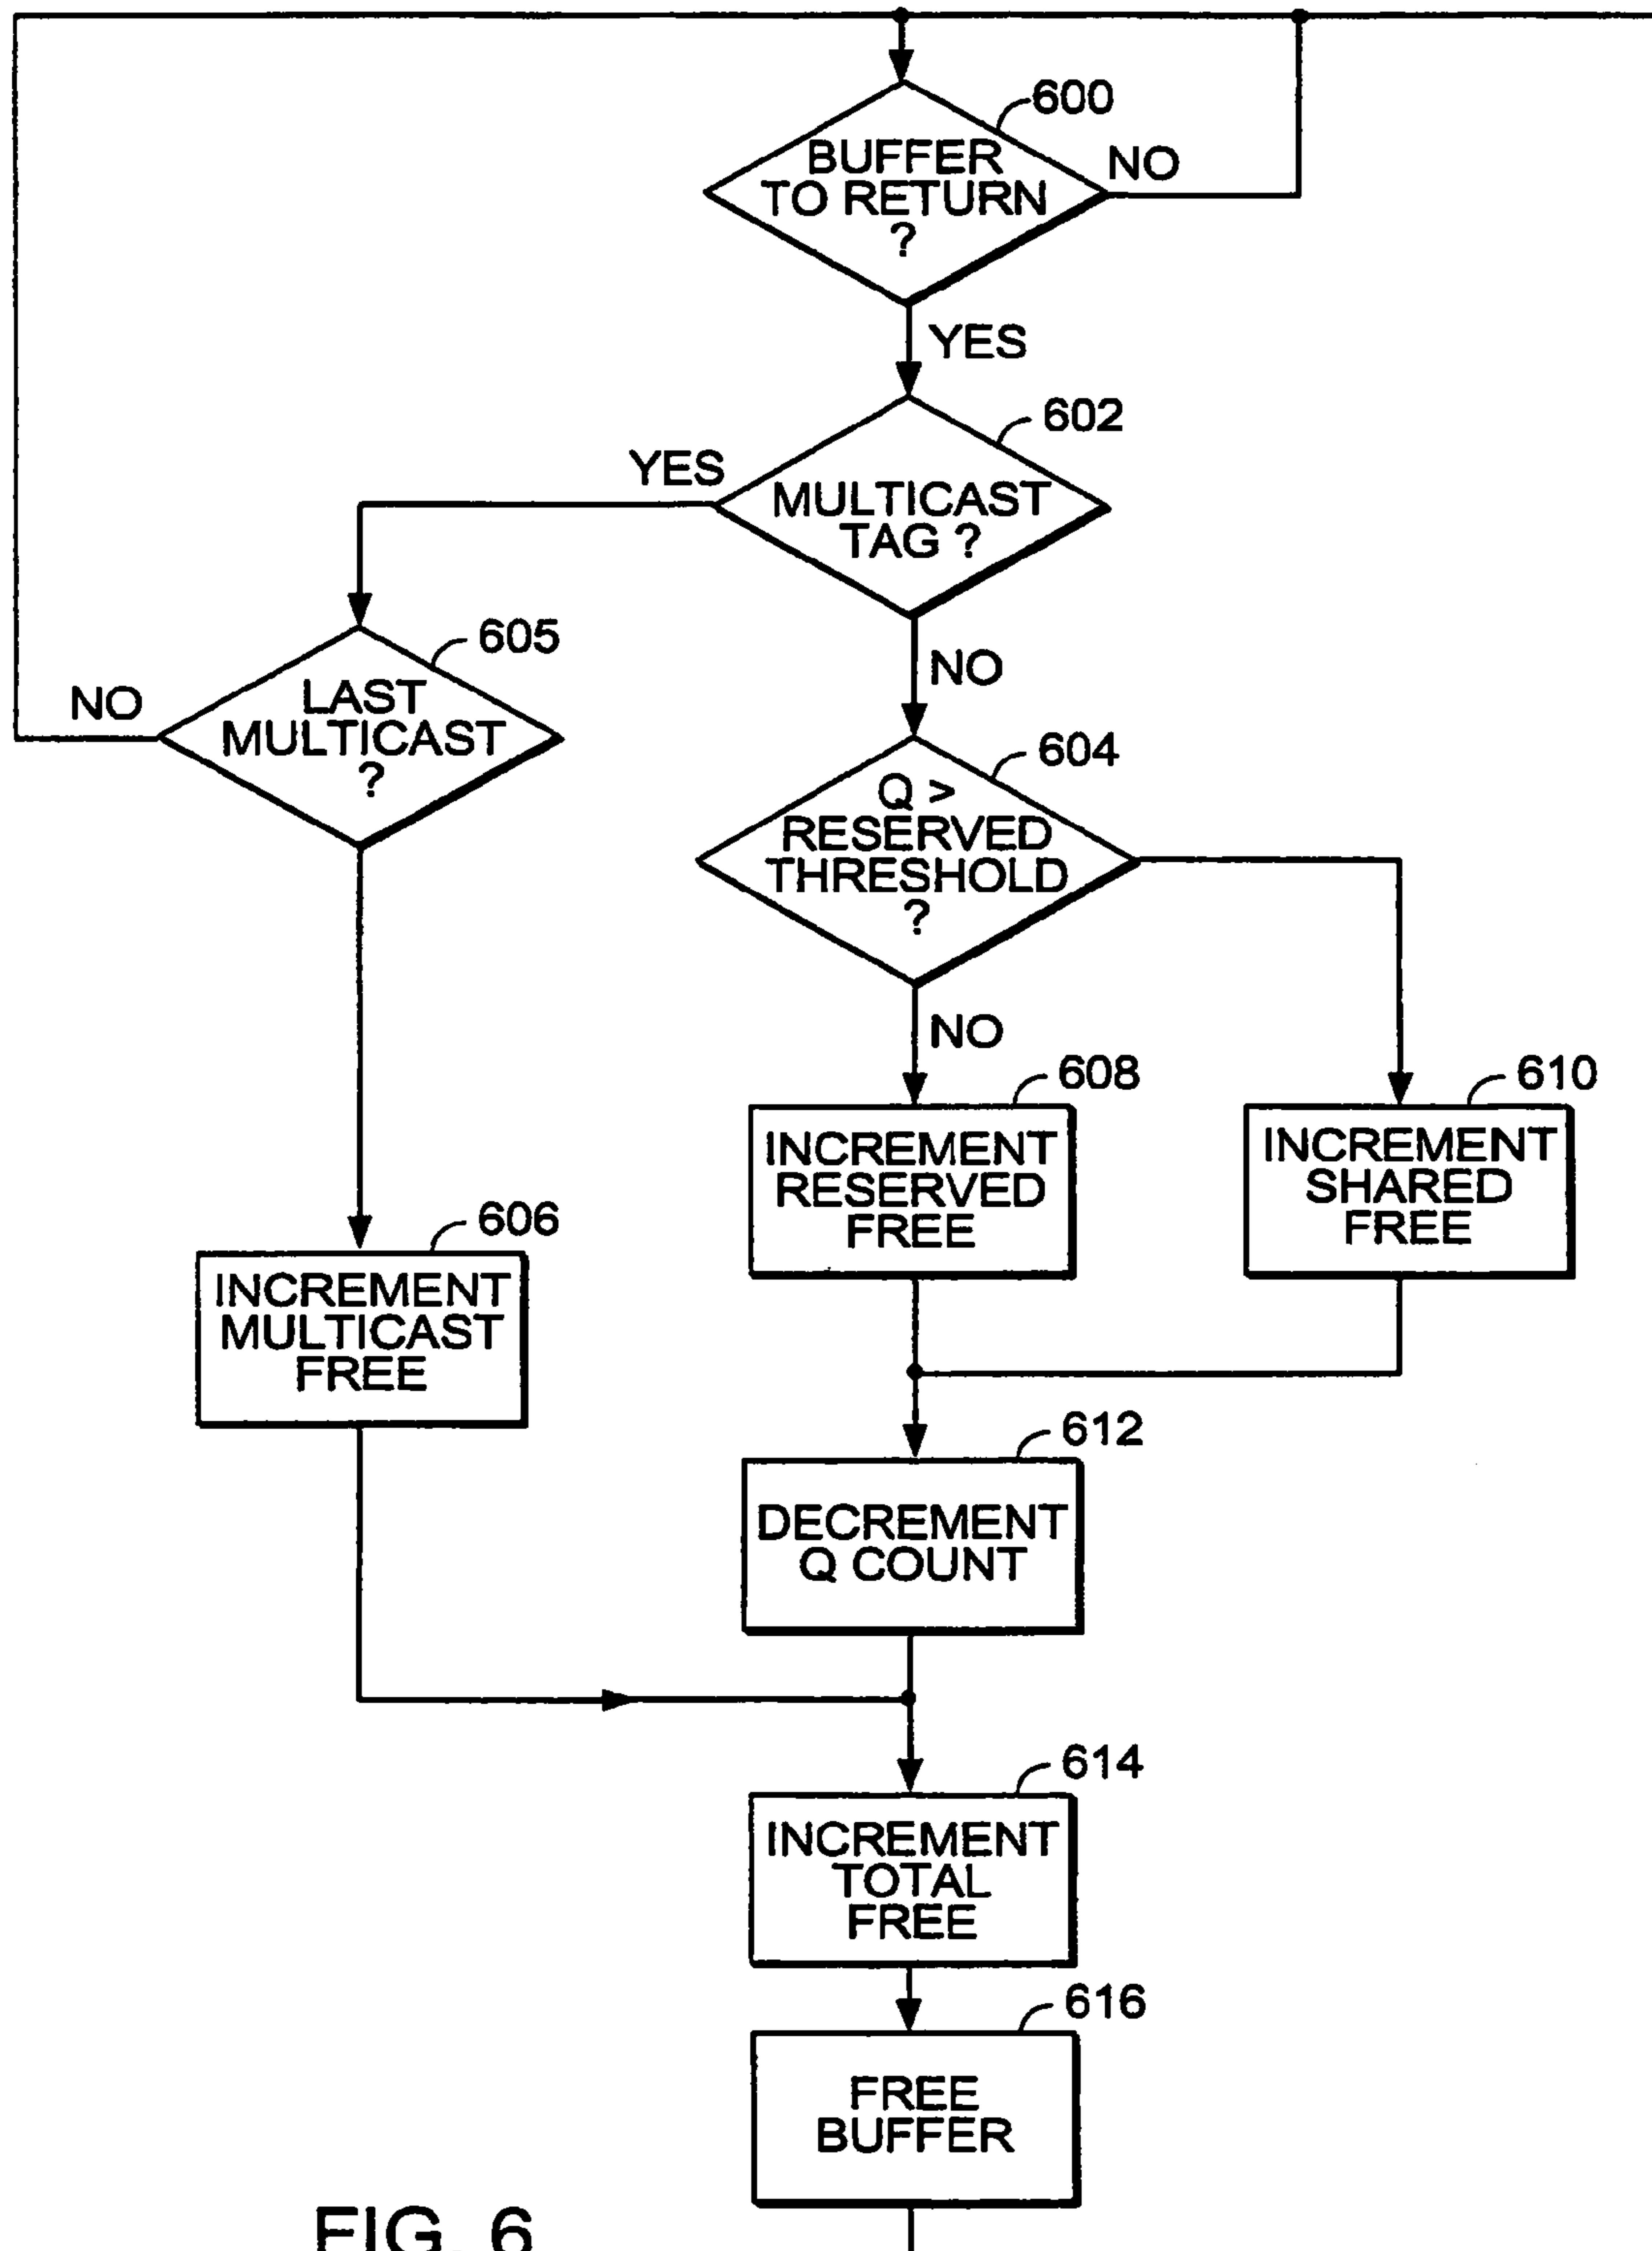 600
BUFFER
TO RETURN
?
NO
YES
602
YES
MULTICAST
TAG ?
605
NO
LAST
MULTICAST
?
NO
604
Q >
RESERVED
THRESHOLD
?
NO
608
INCREMENT
RESERVED
FREE
610
INCREMENT
SHARED
FREE
606
INCREMENT
MULTICAST
FREE
612
DECREMENT
Q COUNT
614
INCREMENT
TOTAL
FREE
616
FREE
BUFFER
FIG. 6